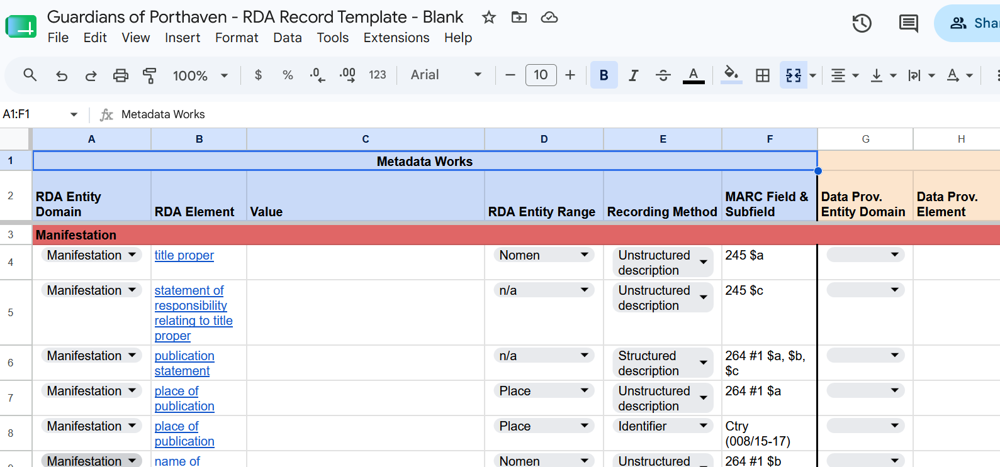 Guardians of Porthaven - RDA Record Template - Blank
File Edit View Insert Format Data Tools Extensions Help
100% $ % .0 .00 123 Arial 10 B I A A
A1:F1 fx Metadata Works
A B C D E F G H
1 Metadata Works
2 RDA Entity Domain RDA Element Value RDA Entity Range Recording Method MARC Field & Subfield Data Prov. Entity Domain Data Prov. Element
3 Manifestation
4 Manifestation title proper Nomen Unstructured description 245 $a
5 Manifestation statement of responsibility relating to title proper n/a Unstructured description 245 $c
6 Manifestation publication statement n/a Structured description 264 #1 $a, $b, $c
7 Manifestation place of publication Place Unstructured description 264 #1 $a
8 Manifestation place of publication Place Identifier Ctry (008/15-17)
Manifestation name of Nomen Unstructured 264 #1 $b